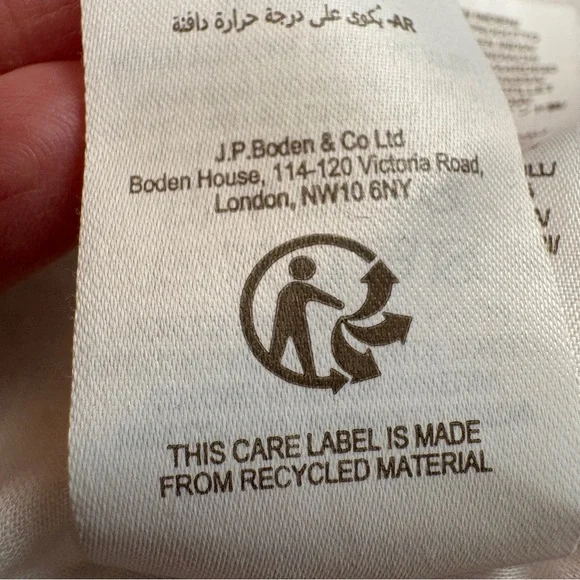 AR- يُكوى على درجة حرارة دافئة
J.P.Boden & Co Ltd
Boden House, 114-120 Victoria Road,
London, NW10 6NY
THIS CARE LABEL IS MADE
FROM RECYCLED MATERIAL